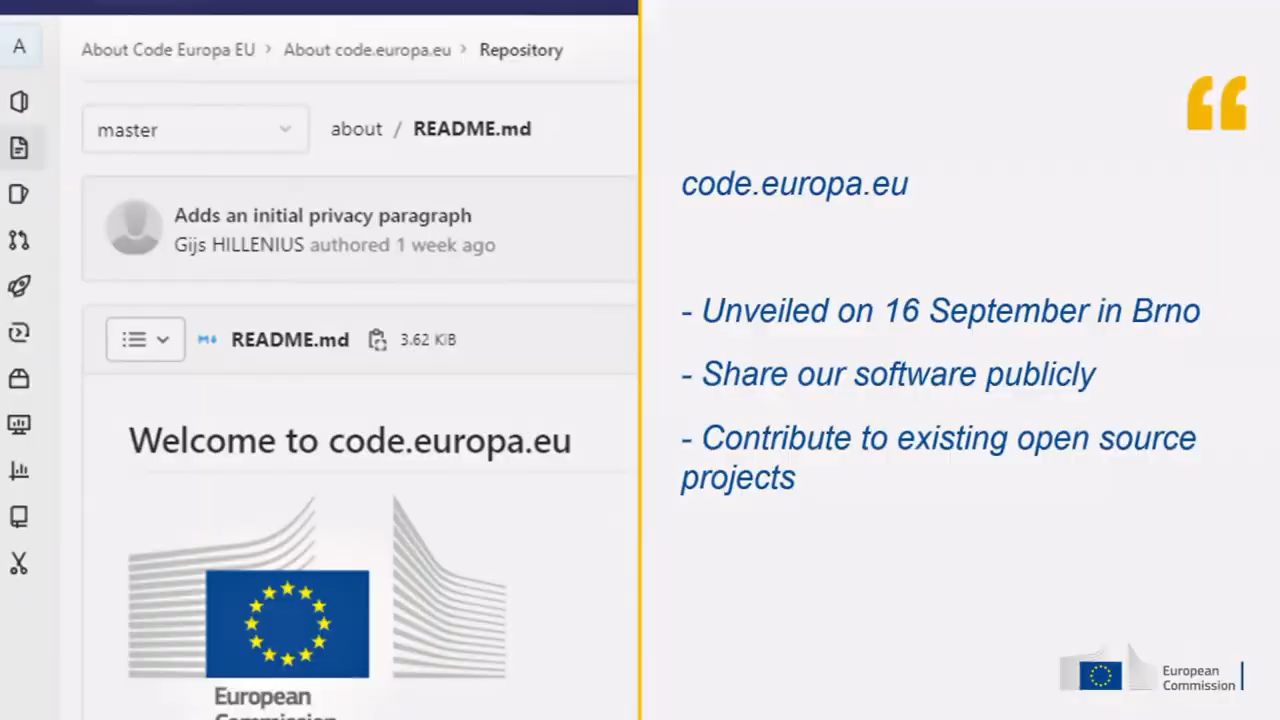 A
About Code Europa EU › About code.europa.eu › Repository
master
about / README.md
Adds an initial privacy paragraph
Gijs HILLENIUS authored 1 week ago
README.md 3.62 KiB
Welcome to code.europa.eu
European
Commission
“
code.europa.eu
- Unveiled on 16 September in Brno
- Share our software publicly
- Contribute to existing open source
projects
European
Commission